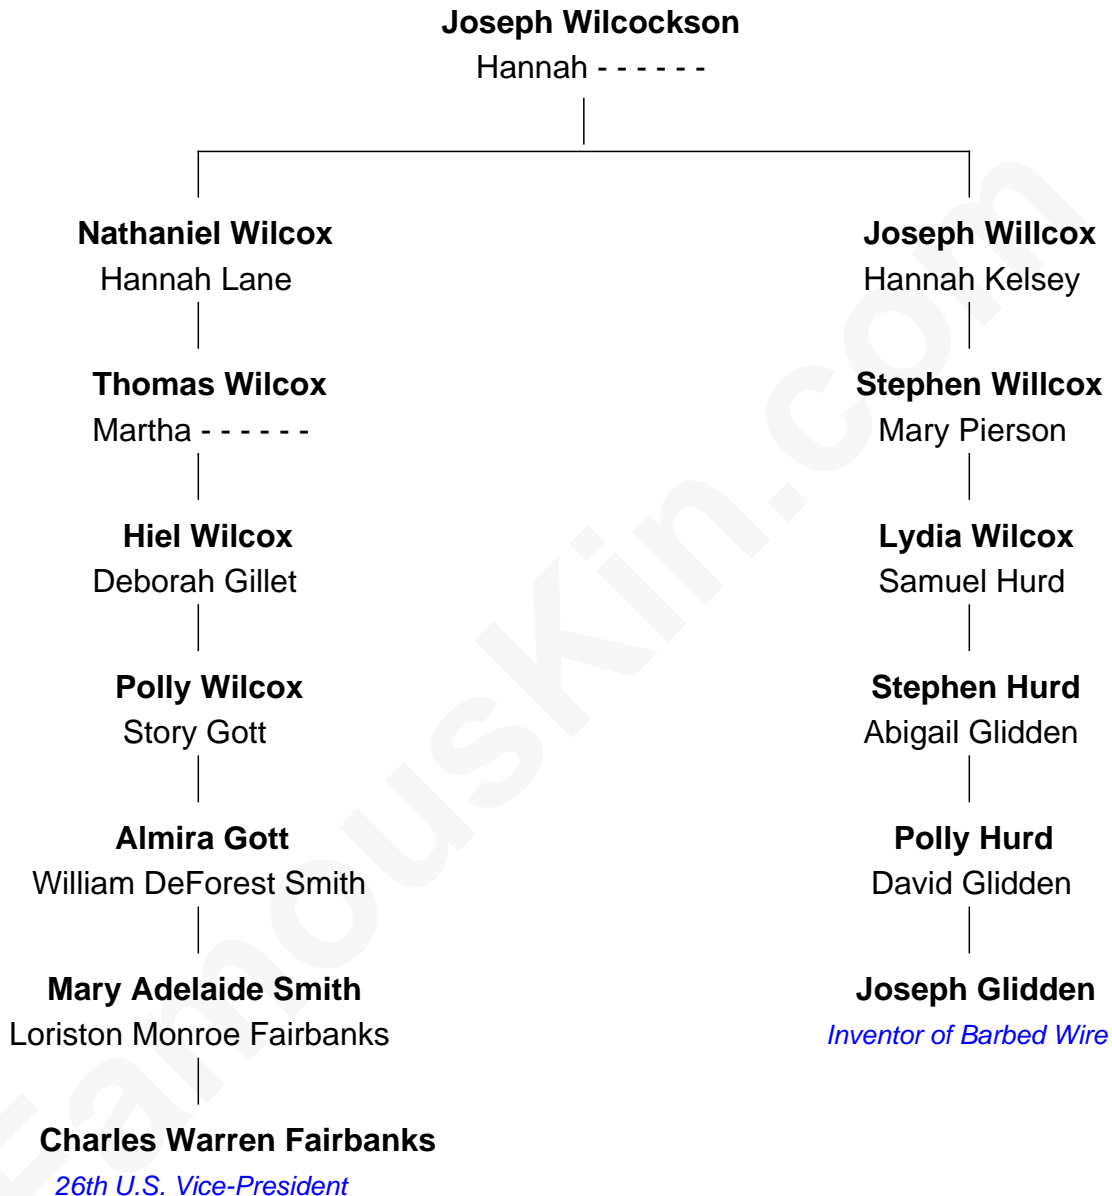 Joseph Wilcockson
Hannah - - - - - -
Nathaniel Wilcox
Hannah Lane
Thomas Wilcox
Martha - - - - - -
Hiel Wilcox
Deborah Gillet
Polly Wilcox
Story Gott
Almira Gott
William DeForest Smith
Mary Adelaide Smith
Loriston Monroe Fairbanks
Charles Warren Fairbanks
26th U.S. Vice-President
Joseph Willcox
Hannah Kelsey
Stephen Willcox
Mary Pierson
Lydia Wilcox
Samuel Hurd
Stephen Hurd
Abigail Glidden
Polly Hurd
David Glidden
Joseph Glidden
Inventor of Barbed Wire
FamousKin.com